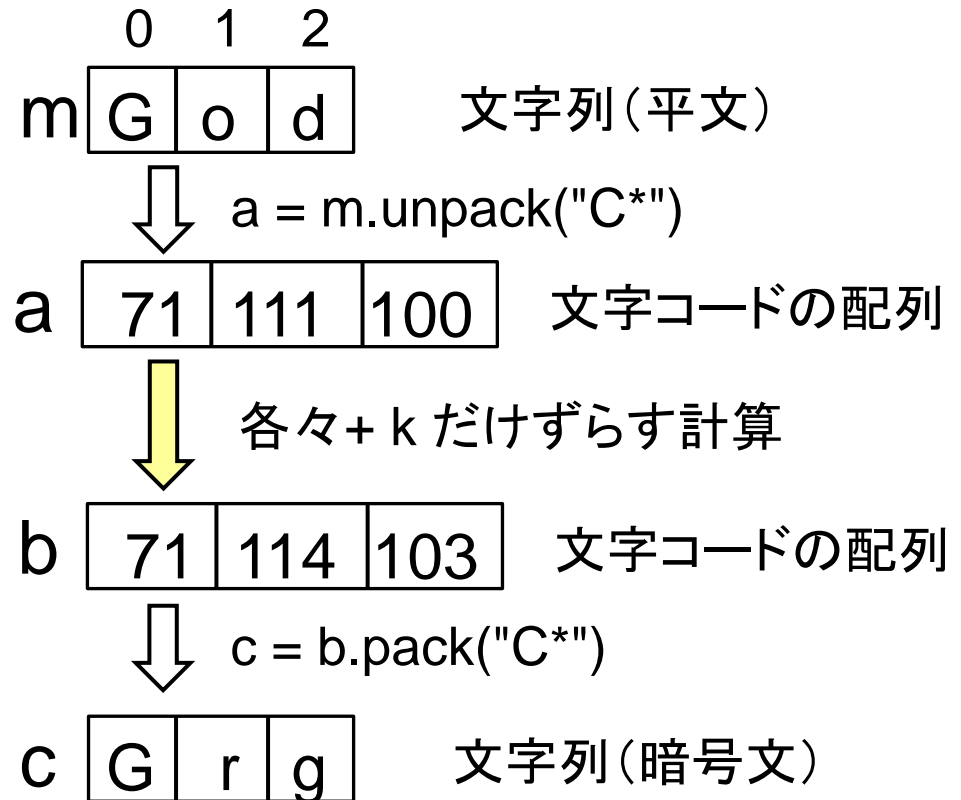 0 1 2
m G o d 文字列(平文)
a = m.unpack("C*")
a 71 111 100 文字コードの配列
各々+ k だけずらす計算
b 71 114 103 文字コードの配列
c = b.pack("C*")
c G r g 文字列(暗号文)